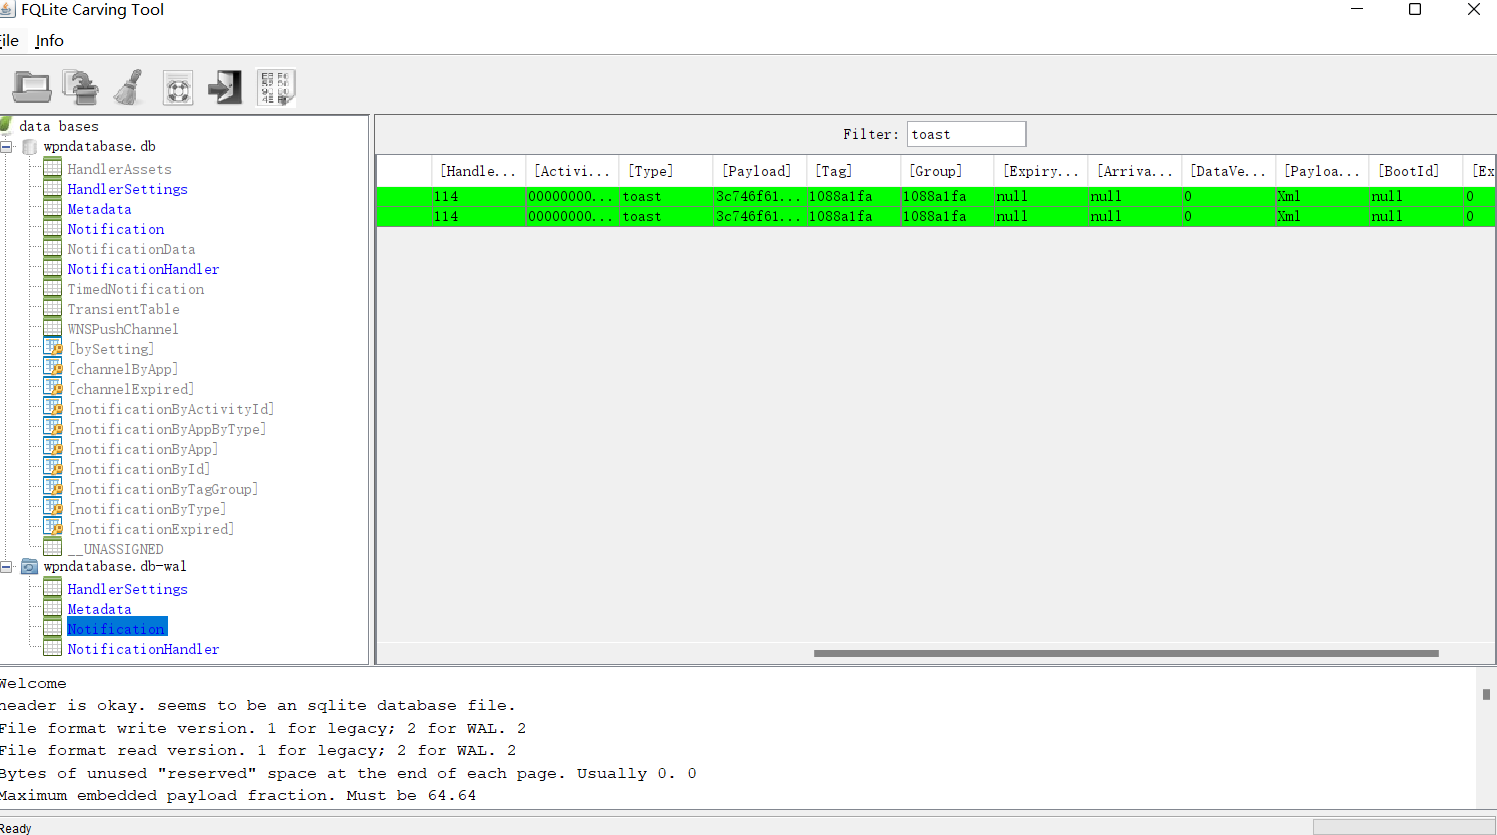 FQLite Carving Tool
File Info
data bases
wpndatabase.db
HandlerAssets
HandlerSettings
Metadata
Notification
NotificationData
NotificationHandler
TimedNotification
TransientTable
WNSPushChannel
[bySetting]
[channelByApp]
[channelExpired]
[notificationByActivityId]
[notificationByAppByType]
[notificationByApp]
[notificationById]
[notificationByTagGroup]
[notificationByType]
[notificationExpired]
__UNASSIGNED
wpndatabase.db-wal
HandlerSettings
Metadata
Notification
NotificationHandler
Filter: toast
[Handle... [Activi... [Type] [Payload] [Tag] [Group] [Expiry... [Arriva... [DataVe... [Payloa... [BootId] [Ex
114 00000000... toast 3c746f61... 1088a1fa 1088a1fa null null 0 Xml null 0
114 00000000... toast 3c746f61... 1088a1fa 1088a1fa null null 0 Xml null 0
Welcome
header is okay. seems to be an sqlite database file.
File format write version. 1 for legacy; 2 for WAL. 2
File format read version. 1 for legacy; 2 for WAL. 2
Bytes of unused "reserved" space at the end of each page. Usually 0. 0
Maximum embedded payload fraction. Must be 64.64
Ready